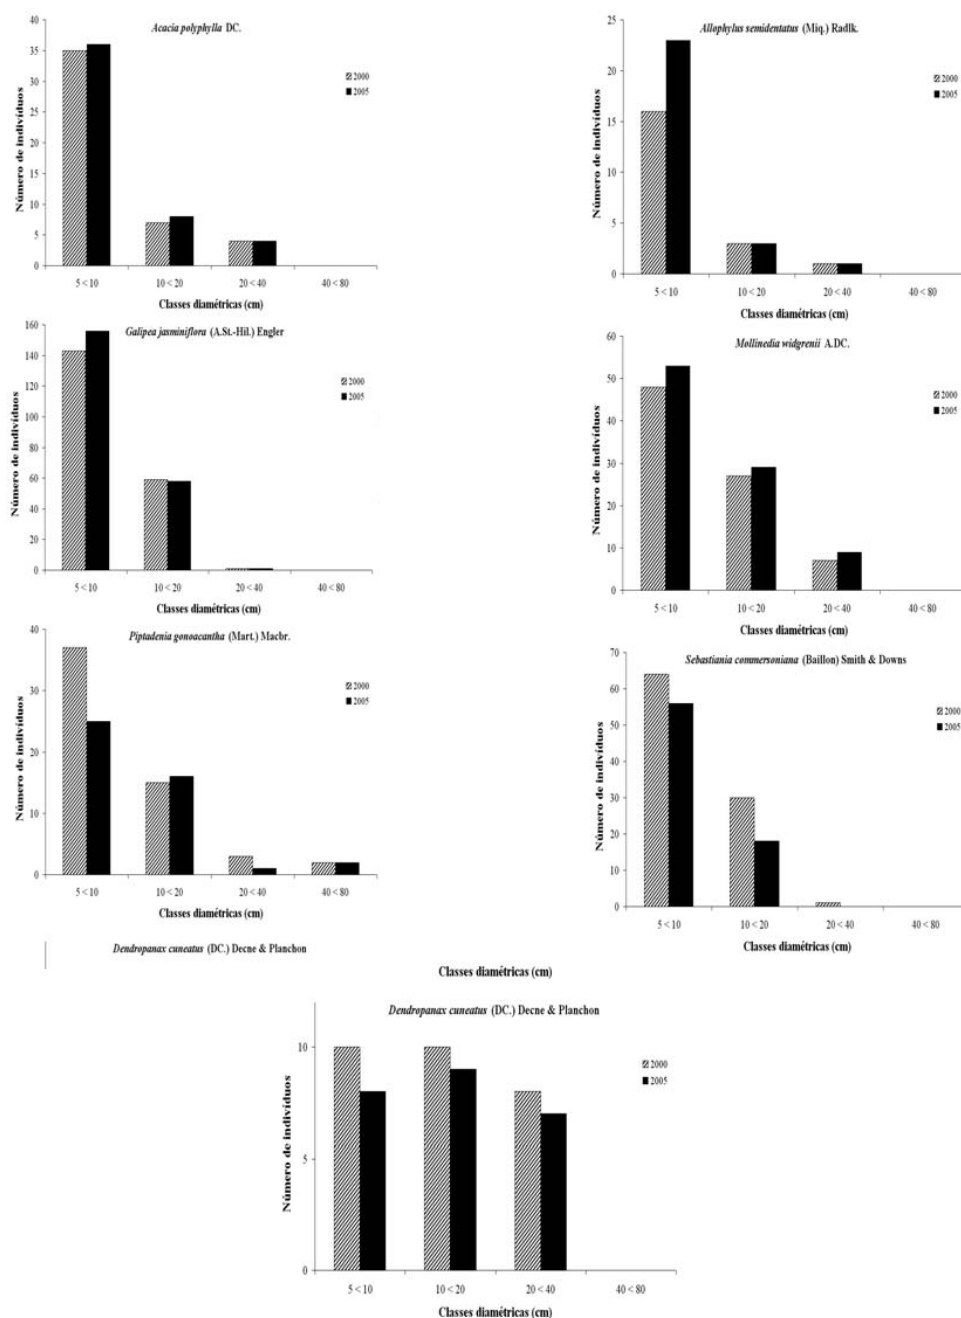 Acacia polyphylla DC.
Número de indivíduos
40
35
30
25
20
15
10
5
0
2000
2005
5 < 10 10 < 20 20 < 40 40 < 80
Classes diamétricas (cm)
Allophylus semidentatus (Miq.) Radlk.
Número de indivíduos
25
20
15
10
5
0
2000
2005
5 < 10 10 < 20 20 < 40 40 < 80
Classes diamétricas (cm)
Galipea jasminiflora (A.St.-Hil.) Engler
Número de indivíduos
160
140
120
100
80
60
40
20
0
2000
2005
5 < 10 10 < 20 20 < 40 40 < 80
Classes diamétricas (cm)
Mollinedia widgrenii A.DC.
Número de indivíduos
60
50
40
30
20
10
0
2000
2005
5 < 10 10 < 20 20 < 40 40 < 80
Classes diamétricas (cm)
Piptadenia gonoacantha (Mart.) Macbr.
Número de indivíduos
40
30
20
10
0
2000
2005
5 < 10 10 < 20 20 < 40 40 < 80
Classes diamétricas (cm)
Sebastiania commersoniana (Baillon) Smith & Downs
Número de indivíduos
70
60
50
40
30
20
10
0
2000
2005
5 < 10 10 < 20 20 < 40 40 < 80
Classes diamétricas (cm)
Dendropanax cuneatus (DC.) Decne & Planchon
Classes diamétricas (cm)
Dendropanax cuneatus (DC.) Decne & Planchon
Número de indivíduos
10
5
0
2000
2005
5 < 10 10 < 20 20 < 40 40 < 80
Classes diamétricas (cm)